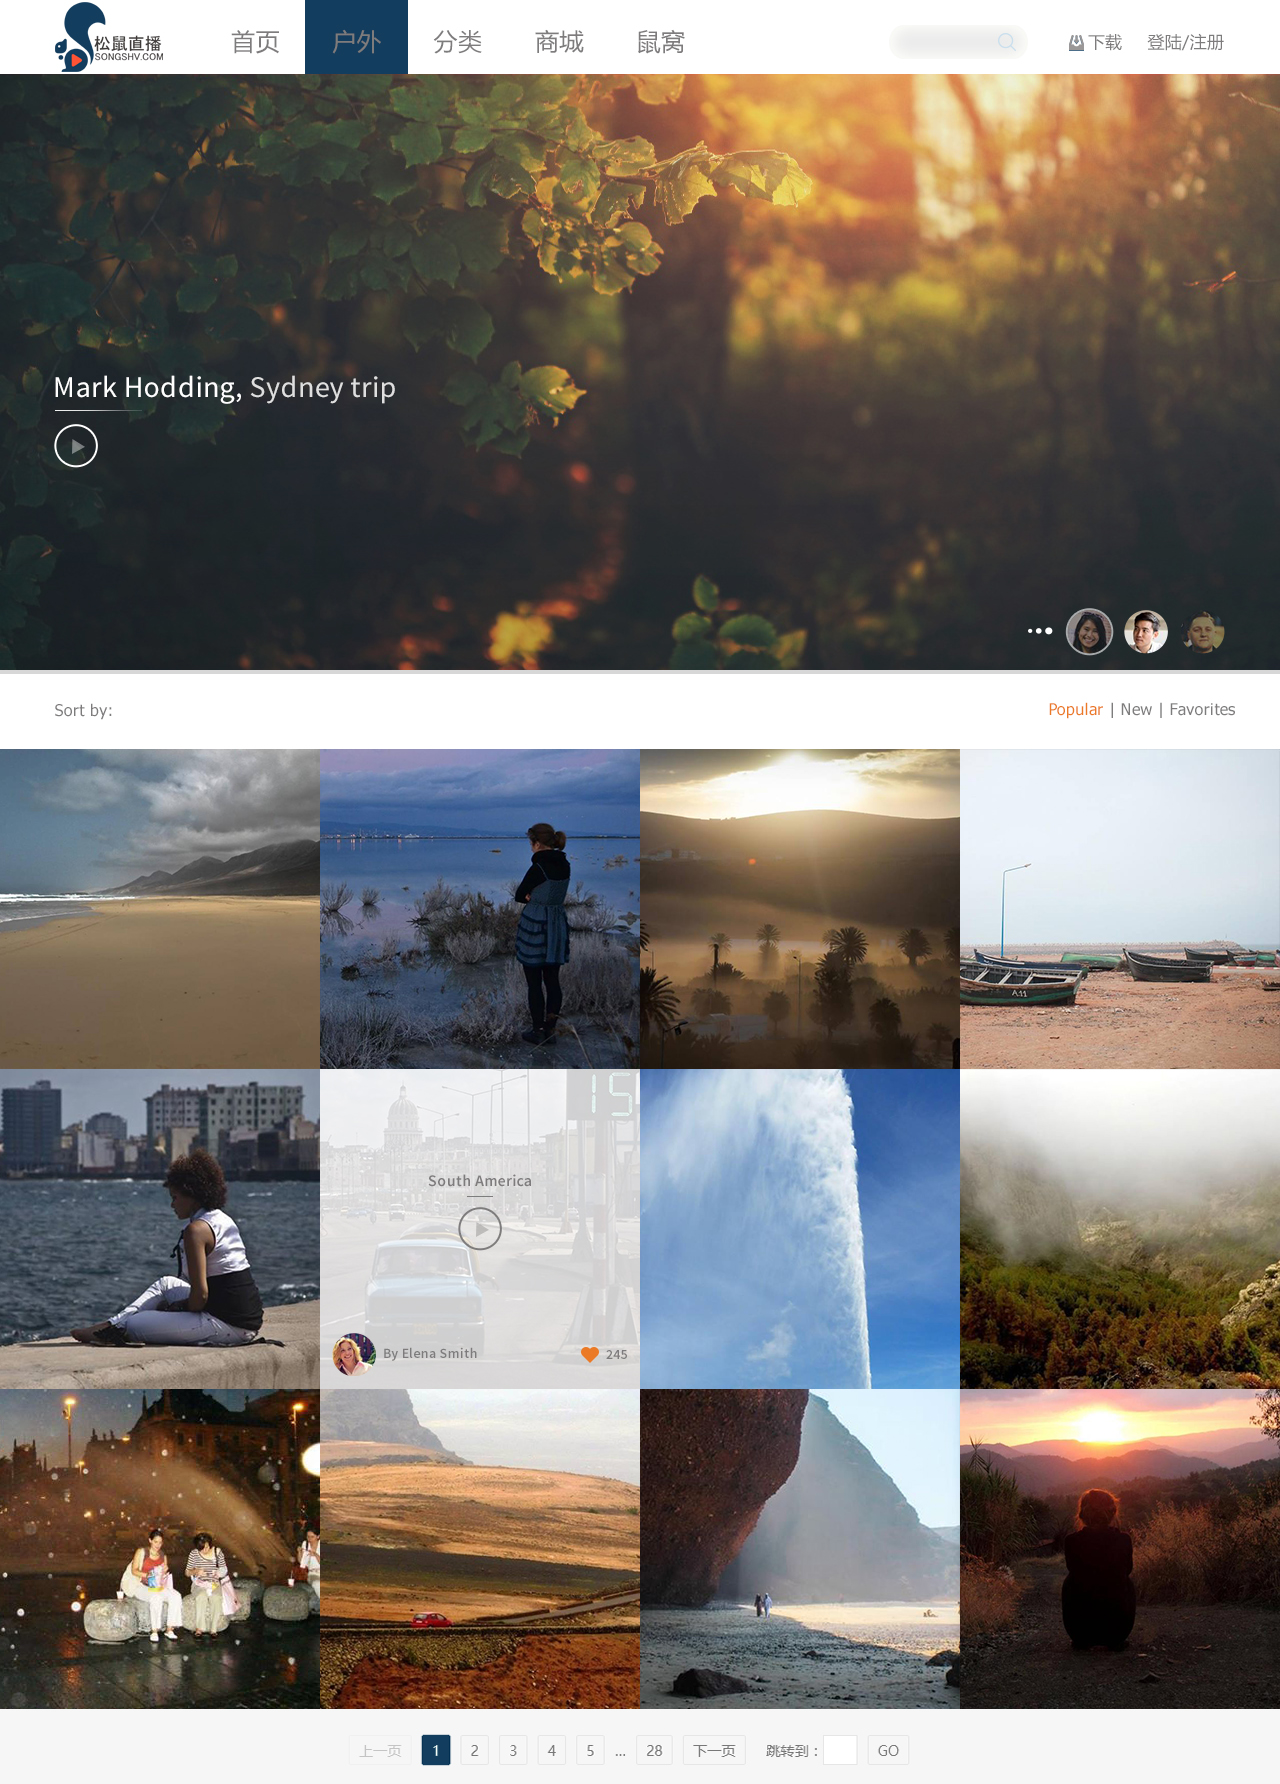 松鼠直播
SONGSHV.COM
首页 户外 分类 商城 鼠窝
下载 登陆/注册
Mark Hodding, Sydney trip
Sort by:
Popular | New | Favorites
A11
15
South America
By Elena Smith
245
上一页 1 2 3 4 5 ... 28 下一页 跳转到: GO